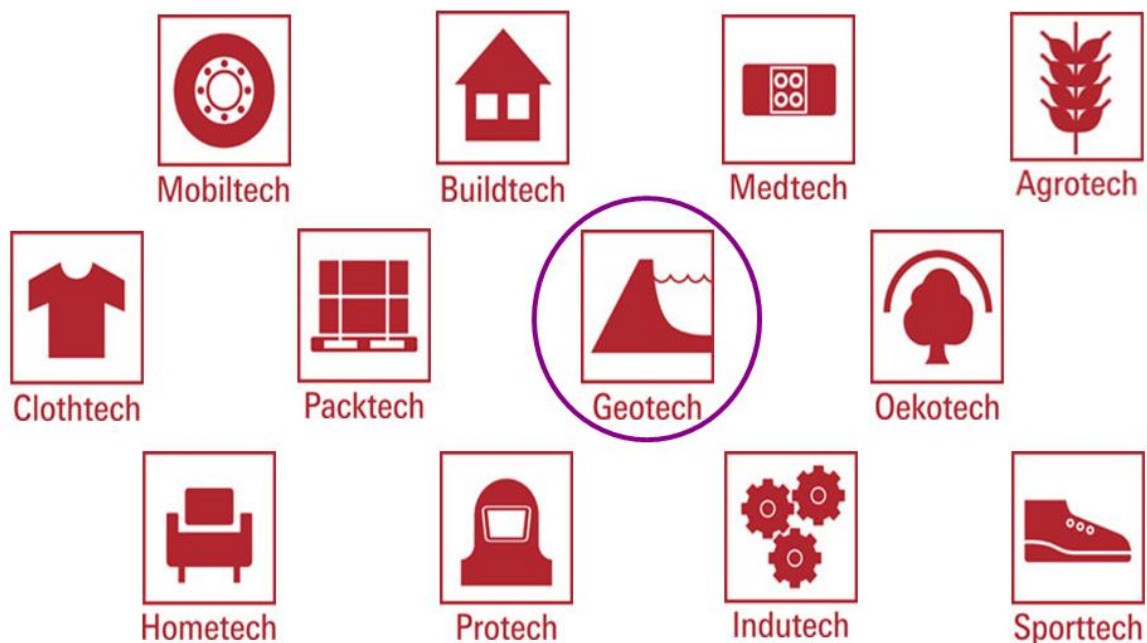 Mobiltech
Buildtech
Medtech
Agrotech
Clothtech
Packtech
Geotech
Oekotech
Hometech
Protech
Indutech
Sporttech